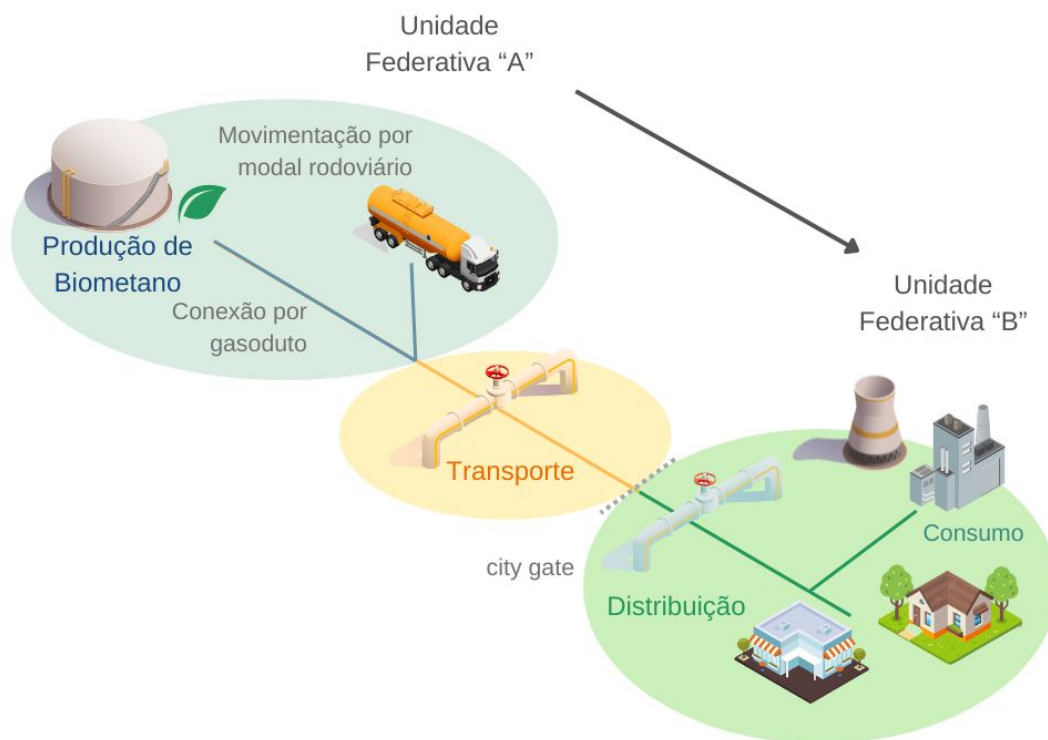 Unidade
Federativa “A”
Movimentação por
modal rodoviário
Produção de
Biometano
Conexão por
gasoduto
Unidade
Federativa “B”
Transporte
city gate
Consumo
Distribuição